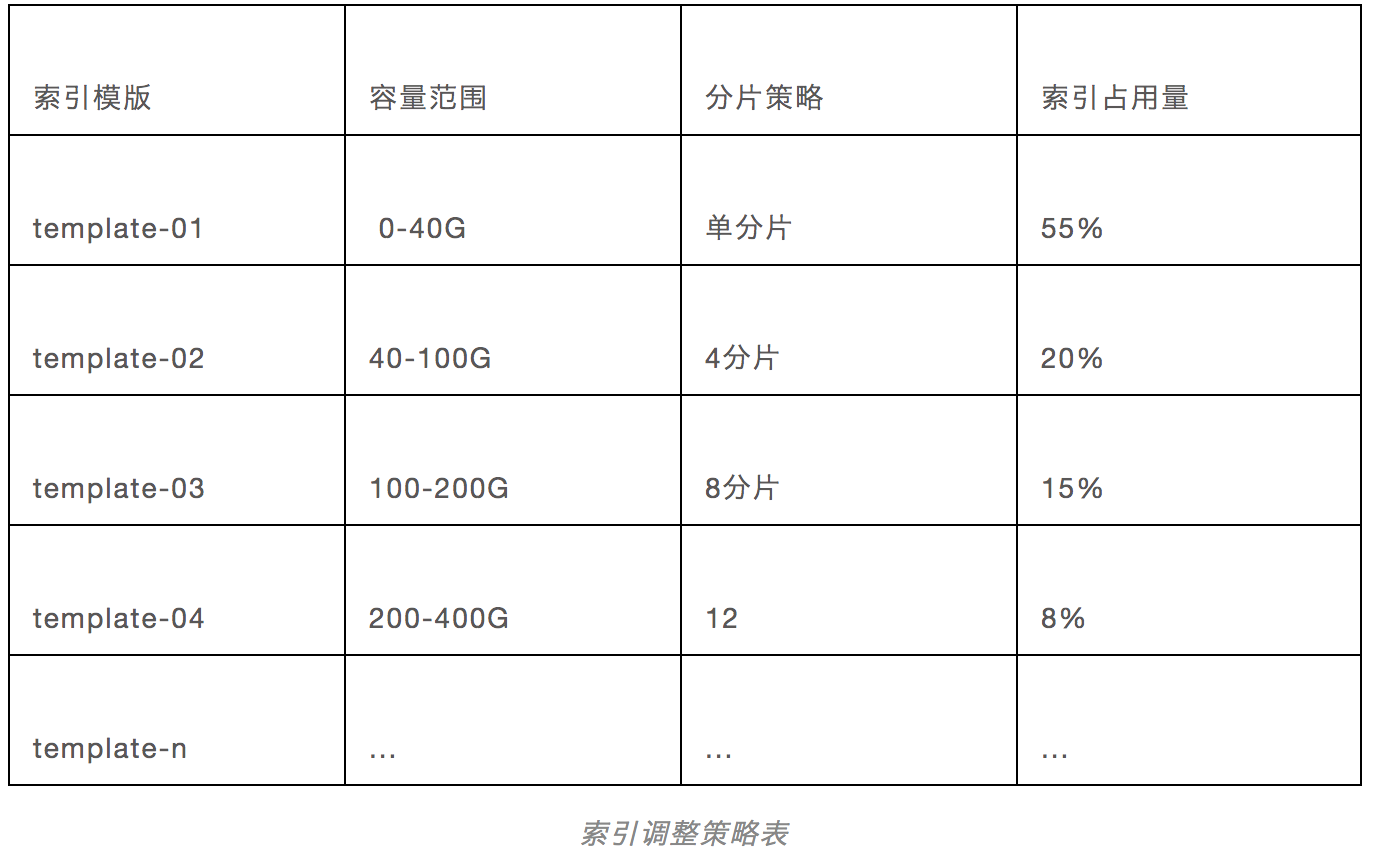 索引模版 容量范围 分片策略 索引占用量
template-01 0-40G 单分片 55%
template-02 40-100G 4分片 20%
template-03 100-200G 8分片 15%
template-04 200-400G 12 8%
template-n ... ... ...
索引调整策略表